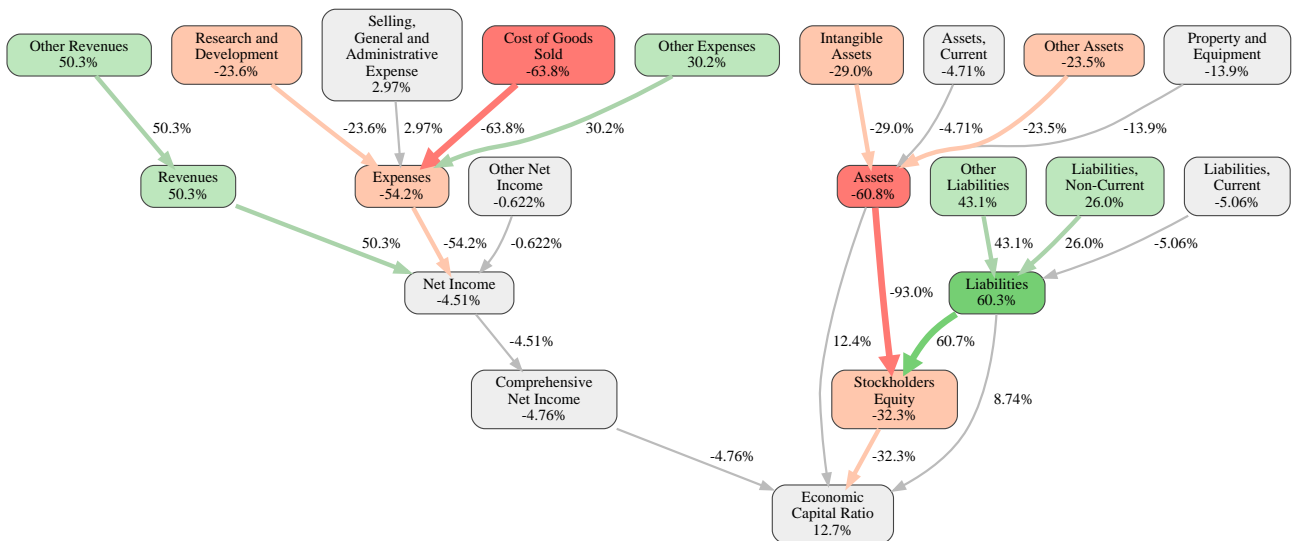 Other Revenues
50.3%
Research and
Development
-23.6%
Selling,
General and
Administrative
Expense
2.97%
Cost of Goods
Sold
-63.8%
Other Expenses
30.2%
Intangible
Assets
-29.0%
Assets,
Current
-4.71%
Other Assets
-23.5%
Property and
Equipment
-13.9%
50.3%
-23.6%
2.97%
-63.8%
30.2%
-29.0%
-4.71%
-23.5%
-13.9%
Revenues
50.3%
Expenses
-54.2%
Other Net
Income
-0.622%
Assets
-60.8%
Other
Liabilities
43.1%
Liabilities,
Non-Current
26.0%
Liabilities,
Current
-5.06%
50.3%
-54.2%
-0.622%
43.1%
26.0%
-5.06%
Net Income
-4.51%
-93.0%
Liabilities
60.3%
-4.51%
12.4%
60.7%
Comprehensive
Net Income
-4.76%
Stockholders
Equity
-32.3%
8.74%
-4.76%
-32.3%
Economic
Capital Ratio
12.7%